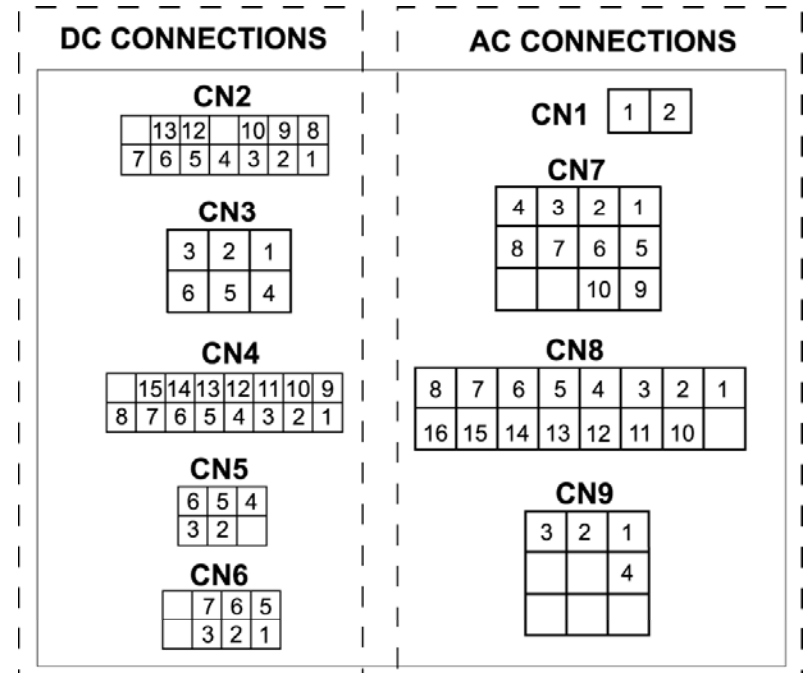 DC CONNECTIONS
CN2
13 12 10 9 8
7 6 5 4 3 2 1
CN3
3 2 1
6 5 4
CN4
15 14 13 12 11 10 9
8 7 6 5 4 3 2 1
CN5
6 5 4
3 2
CN6
7 6 5
3 2 1
AC CONNECTIONS
CN1 1 2
CN7
4 3 2 1
8 7 6 5
10 9
CN8
8 7 6 5 4 3 2 1
16 15 14 13 12 11 10
CN9
3 2 1
4